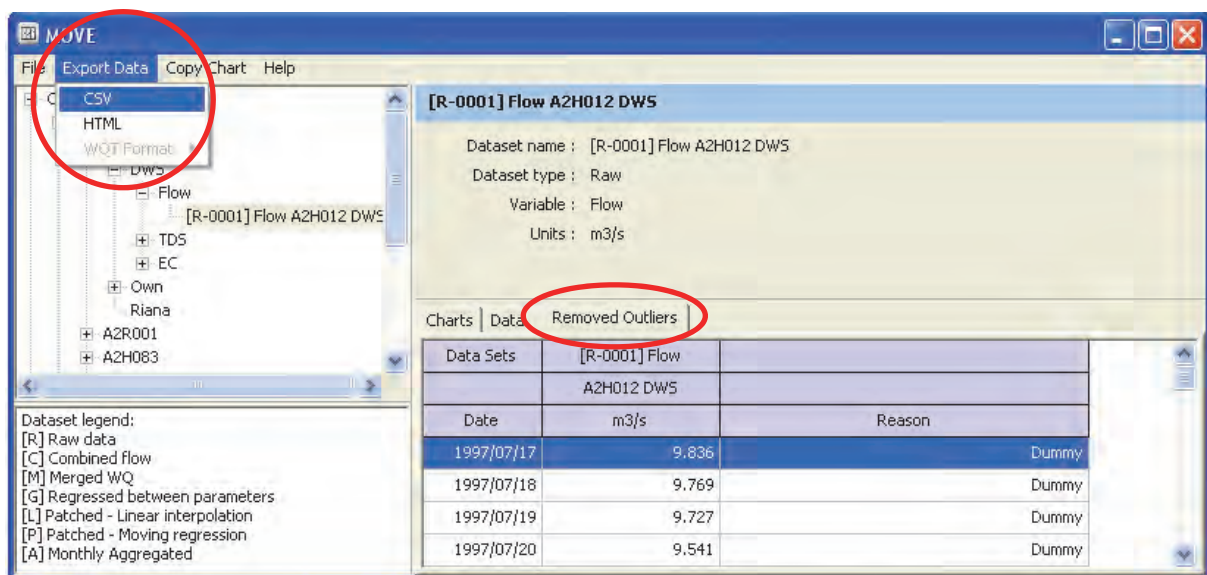 MOVE
File Export Data Copy Chart Help
CSV
HTML
WQT Format
DWS
Flow
[R-0001] Flow A2H012 DWS
TDS
EC
Own
Riana
A2R001
A2H083
Dataset legend:
[R] Raw data
[C] Combined flow
[M] Merged WQ
[G] Regressed between parameters
[L] Patched - Linear interpolation
[P] Patched - Moving regression
[A] Monthly Aggregated
[R-0001] Flow A2H012 DWS
Dataset name : [R-0001] Flow A2H012 DWS
Dataset type : Raw
Variable : Flow
Units : m3/s
Charts Data Removed Outliers
Data Sets [R-0001] Flow
A2H012 DWS
Date m3/s Reason
1997/07/17 9.836 Dummy
1997/07/18 9.769 Dummy
1997/07/19 9.727 Dummy
1997/07/20 9.541 Dummy